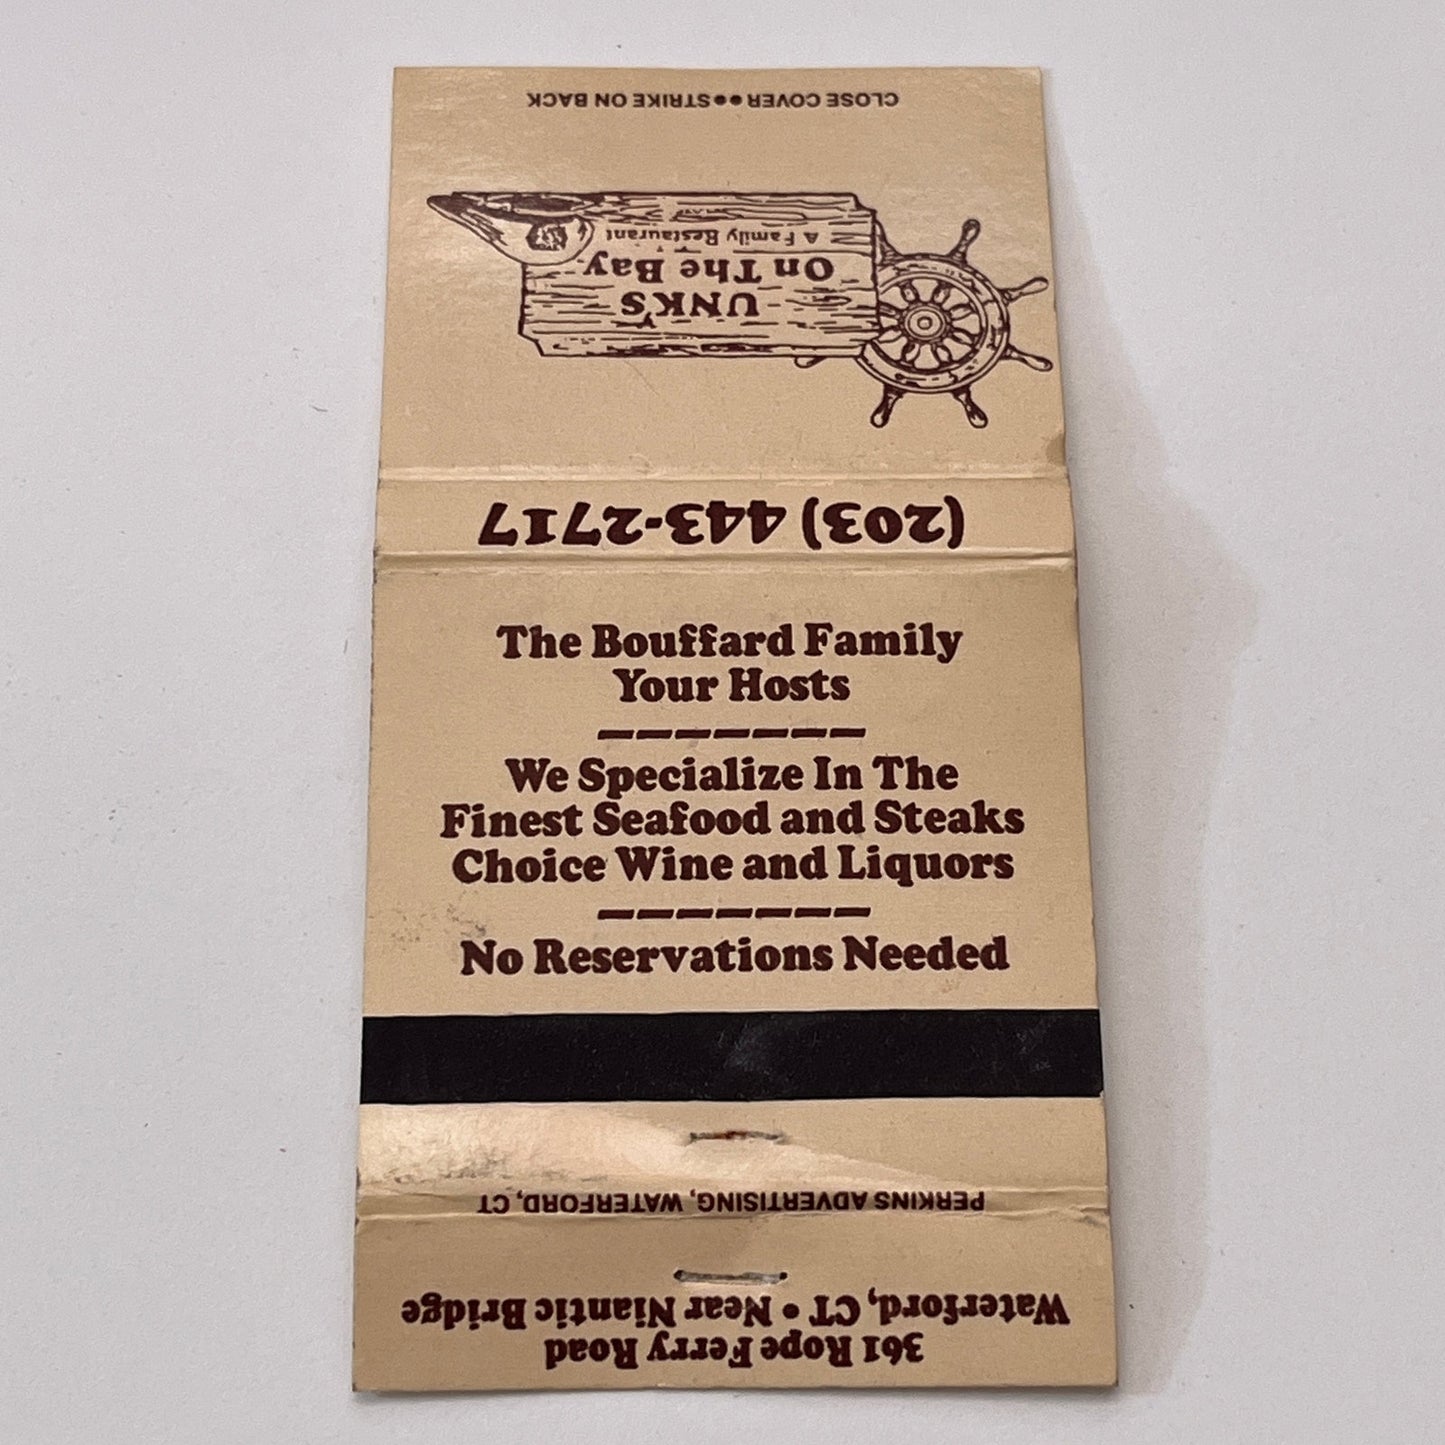 CLOSE COVER●●STRIKE ON BACK
UNK'S
On The Bay
A Family Restaurant
(203) 443-2717
The Bouffard Family
Your Hosts
We Specialize In The
Finest Seafood and Steaks
Choice Wine and Liquors
No Reservations Needed
PERKINS ADVERTISING, WATERFORD, CT
361 Rope Ferry Road
Waterford, CT • Near Niantic Bridge